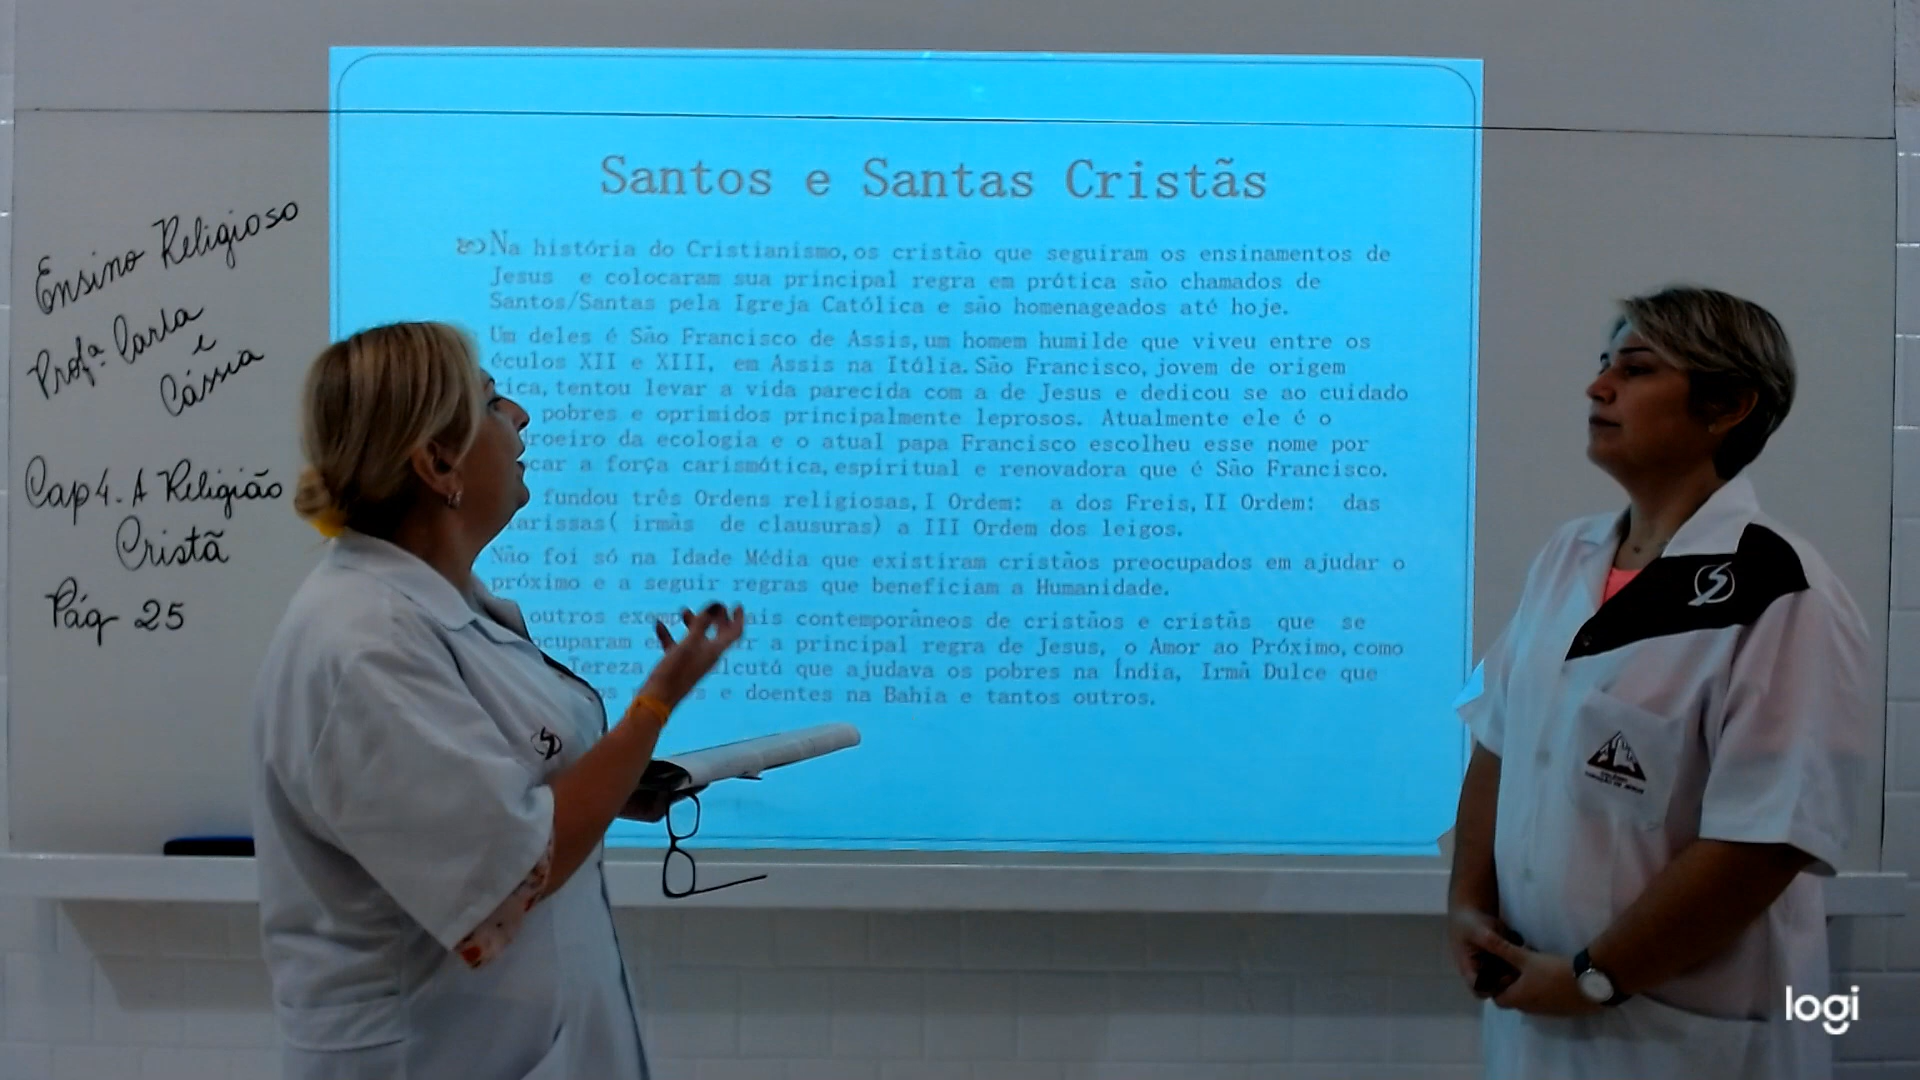 Ensino Religioso
Profª. Carla
e
Cássia
Cap 4. A Religião
Cristã
Pág 25
Santos e Santas Cristãs
Na história do Cristianismo, os cristão que seguiram os ensinamentos de
Jesus e colocaram sua principal regra em prática são chamados de
Santos/Santas pela Igreja Católica e são homenageados até hoje.
Um deles é São Francisco de Assis, um homem humilde que viveu entre os
éculos XII e XIII, em Assis na Itália. São Francisco, jovem de origem
rica, tentou levar a vida parecida com a de Jesus e dedicou se ao cuidado
pobres e oprimidos principalmente leprosos. Atualmente ele é o
droeiro da ecologia e o atual papa Francisco escolheu esse nome por
car a força carismática, espiritual e renovadora que é São Francisco.
fundou três Ordens religiosas, I Ordem: a dos Freis, II Ordem: das
larissas( irmãs de clausuras) a III Ordem dos leigos.
Não foi só na Idade Média que existiram cristãos preocupados em ajudar o
próximo e a seguir regras que beneficiam a Humanidade.
outros exemp ais contemporâneos de cristãos e cristãs que se
ocuparam e r a principal regra de Jesus, o Amor ao Próximo, como
Tereza lcutá que ajudava os pobres na Índia, Irmã Dulce que
os e doentes na Bahia e tantos outros.
logi